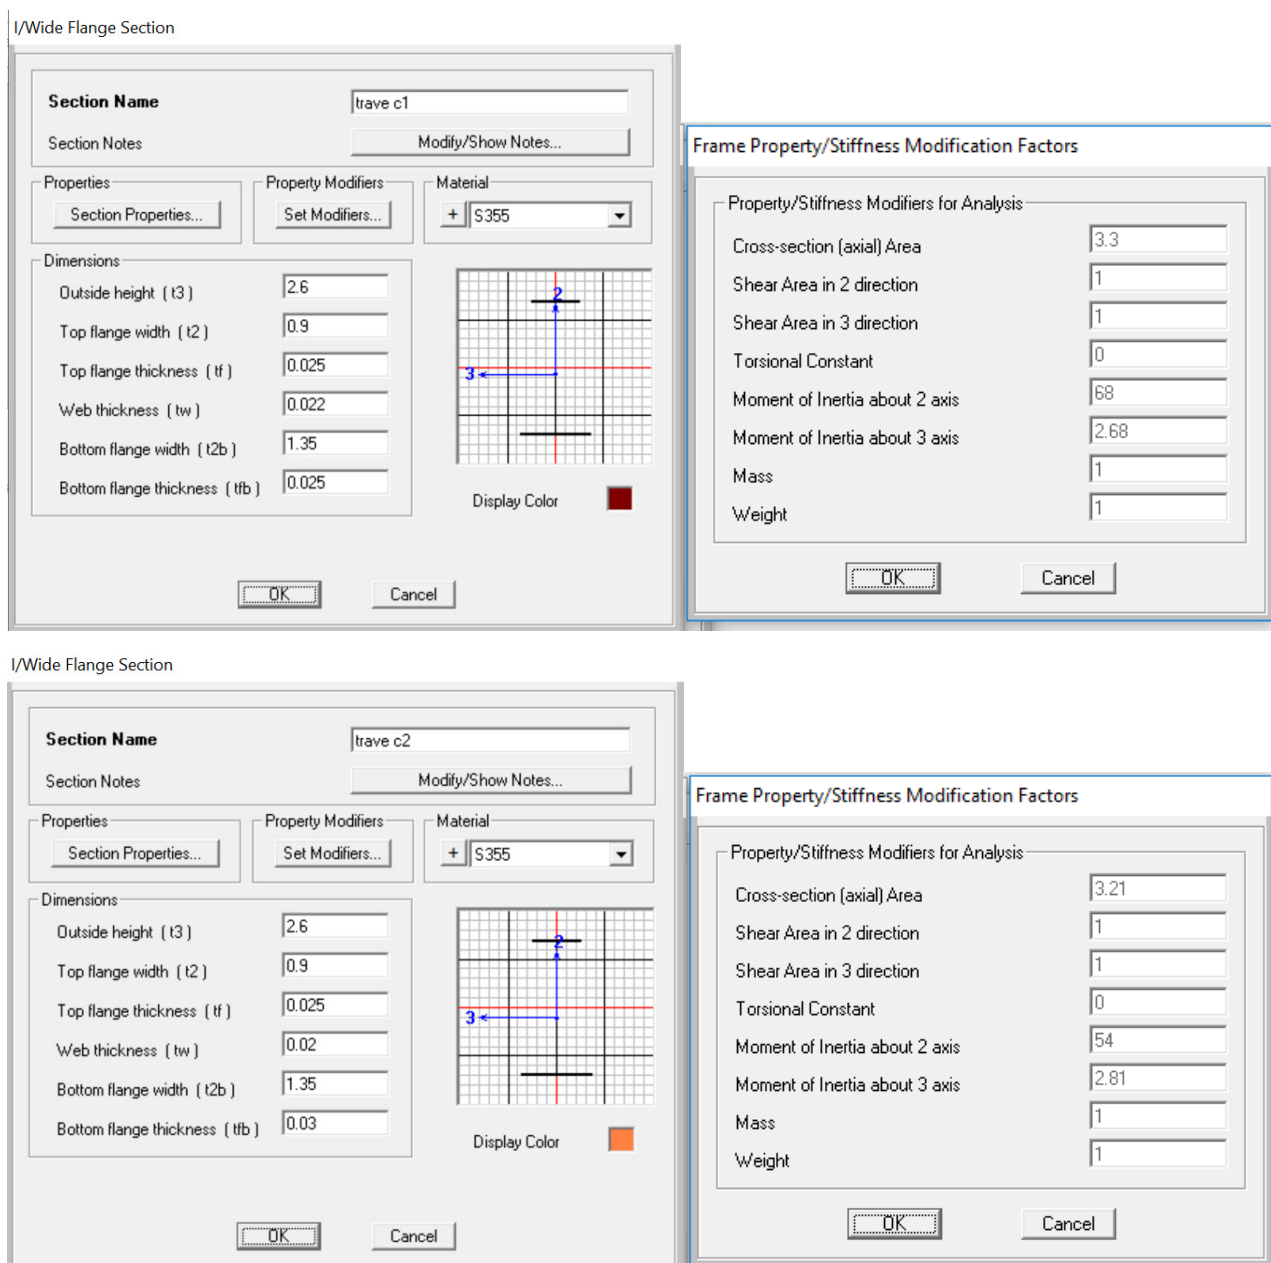 I/Wide Flange Section
Section Name trave c1
Section Notes Modify/Show Notes...
Properties Property Modifiers Material
Section Properties... Set Modifiers... + S355
Dimensions
Outside height ( t3 ) 2.6
Top flange width ( t2 ) 0.9
Top flange thickness ( tf ) 0.025
Web thickness ( tw ) 0.022
Bottom flange width ( t2b ) 1.35
Bottom flange thickness ( tfb ) 0.025
2
3
Display Color
OK Cancel
Frame Property/Stiffness Modification Factors
Property/Stiffness Modifiers for Analysis
Cross-section (axial) Area 3.3
Shear Area in 2 direction 1
Shear Area in 3 direction 1
Torsional Constant 0
Moment of Inertia about 2 axis 68
Moment of Inertia about 3 axis 2.68
Mass 1
Weight 1
OK Cancel
I/Wide Flange Section
Section Name trave c2
Section Notes Modify/Show Notes...
Properties Property Modifiers Material
Section Properties... Set Modifiers... + S355
Dimensions
Outside height ( t3 ) 2.6
Top flange width ( t2 ) 0.9
Top flange thickness ( tf ) 0.025
Web thickness ( tw ) 0.02
Bottom flange width ( t2b ) 1.35
Bottom flange thickness ( tfb ) 0.03
2
3
Display Color
OK Cancel
Frame Property/Stiffness Modification Factors
Property/Stiffness Modifiers for Analysis
Cross-section (axial) Area 3.21
Shear Area in 2 direction 1
Shear Area in 3 direction 1
Torsional Constant 0
Moment of Inertia about 2 axis 54
Moment of Inertia about 3 axis 2.81
Mass 1
Weight 1
OK Cancel